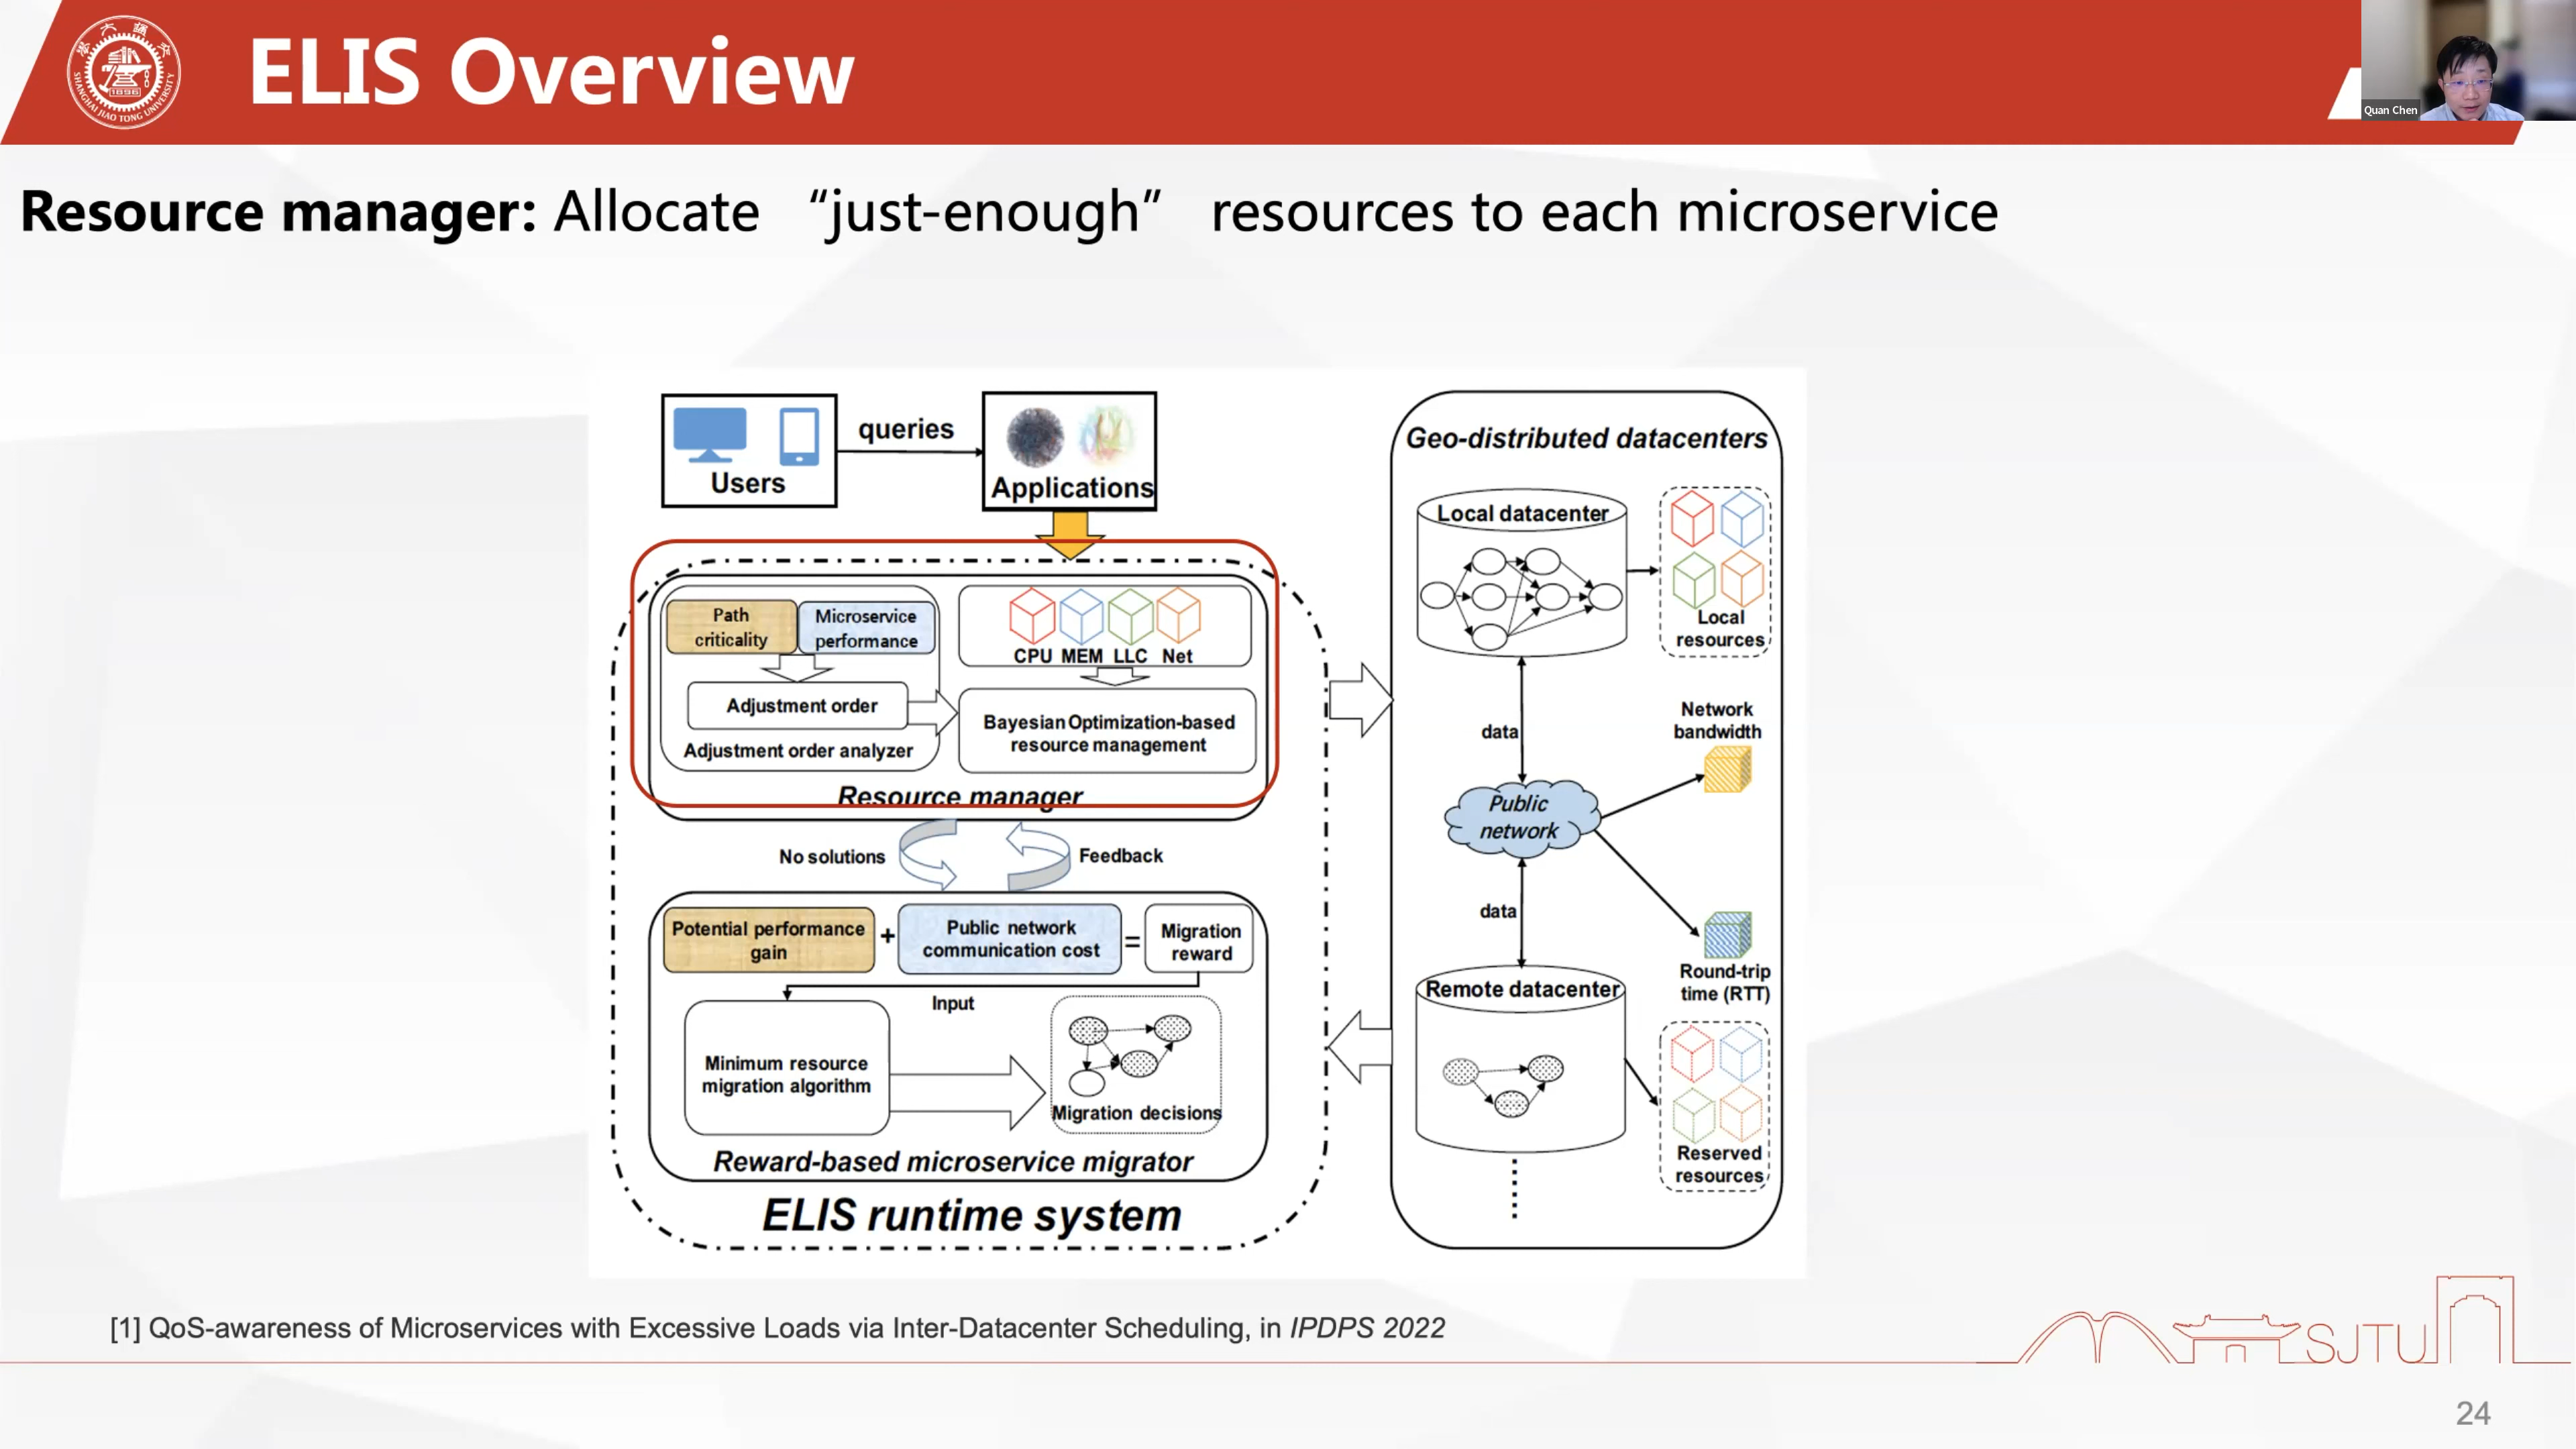 ELIS Overview
Quan Chen
SHANGHAI JIAO TONG UNIVERSITY
1896
Resource manager: Allocate “just-enough” resources to each microservice
Users
queries
Applications
Path
criticality
Microservice
performance
Adjustment order
Adjustment order analyzer
CPU MEM LLC Net
Bayesian Optimization-based
resource management
Resource manager
No solutions
Feedback
Potential performance
gain
+
Public network
communication cost
=
Migration
reward
Input
Minimum resource
migration algorithm
Migration decisions
Reward-based microservice migrator
ELIS runtime system
Geo-distributed datacenters
Local datacenter
Local
resources
data
Network
bandwidth
Public
network
data
Round-trip
time (RTT)
Remote datacenter
Reserved
resources
[1] QoS-awareness of Microservices with Excessive Loads via Inter-Datacenter Scheduling, in IPDPS 2022
SJTU
24